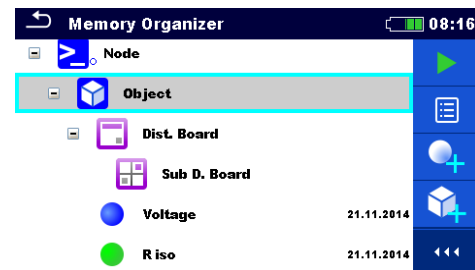 Memory Organizer 08:16
Node
Object
Dist. Board
Sub D. Board
Voltage 21.11.2014
R iso 21.11.2014